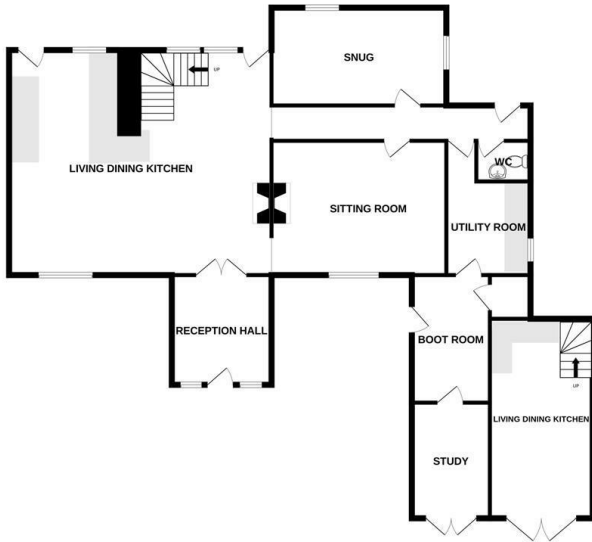 SNUG
UP
WC
LIVING DINING KITCHEN
SITTING ROOM
UTILITY ROOM
RECEPTION HALL
BOOT ROOM
UP
LIVING DINING KITCHEN
STUDY